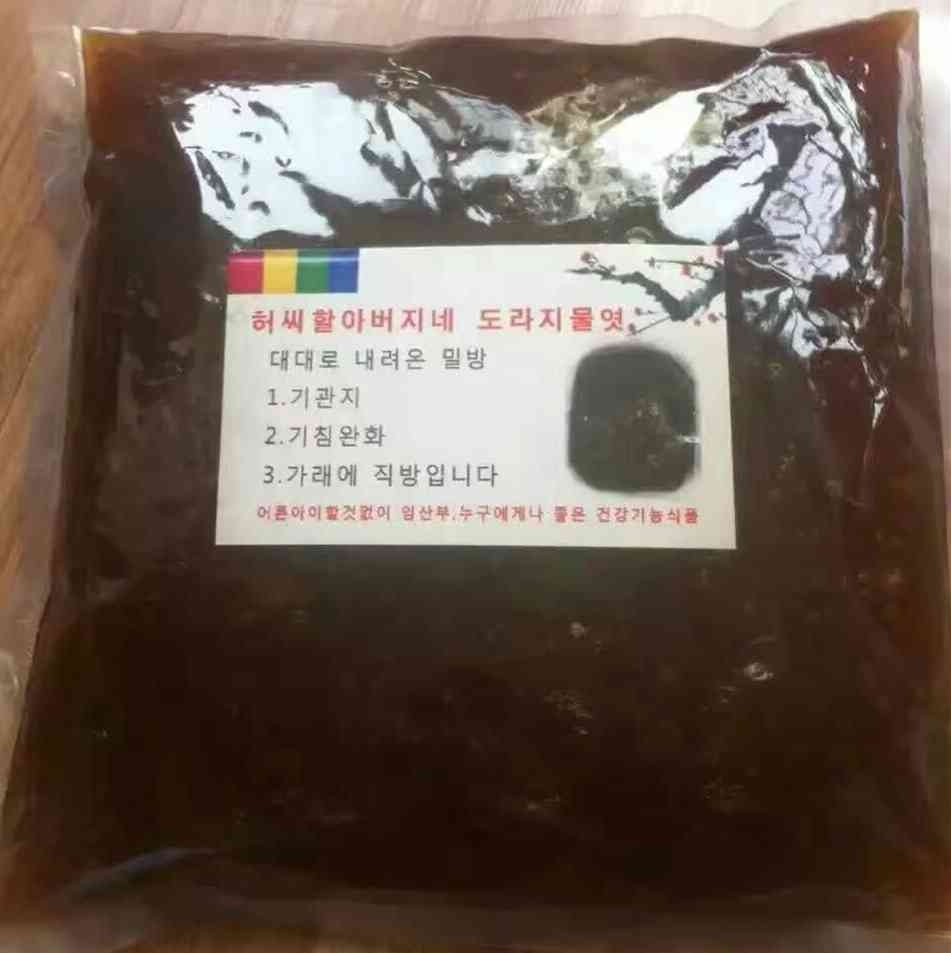 허씨할아버지네 도라지물엿
대대로 내려온 밀방
1.기관지
2.기침완화
3.가래에 직방입니다
어른아이할것없이 임산부.누구에게나 좋은 건강기능식품